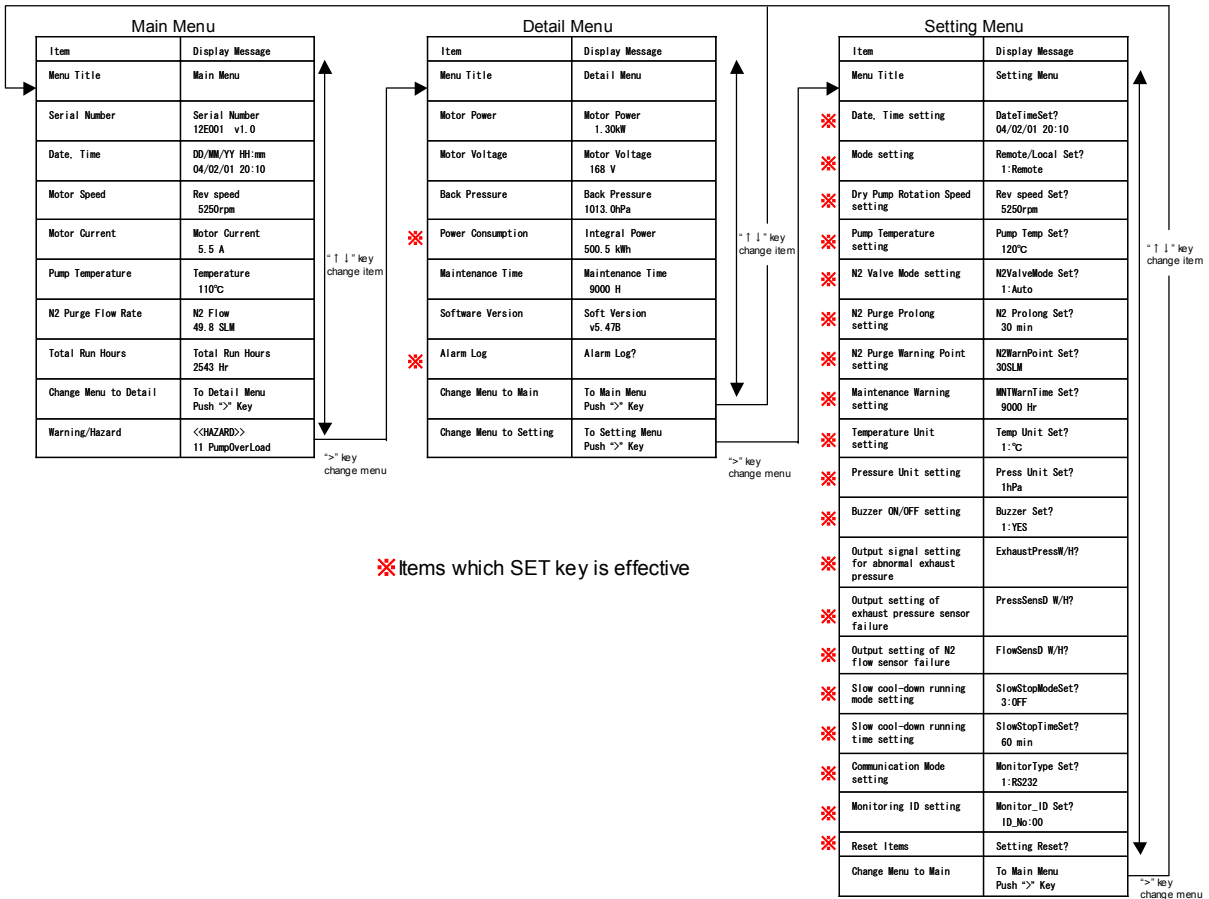 Main Menu
Item Display Message
Menu Title Main Menu
Serial Number Serial Number
12E001 v1.0
Date, Time DD/MM/YY HH:mm
04/02/01 20:10
Motor Speed Rev speed
5250rpm
Motor Current Motor Current
5.5 A
Pump Temperature Temperature
110℃
N2 Purge Flow Rate N2 Flow
49.8 SLM
Total Run Hours Total Run Hours
2543 Hr
Change Menu to Detail To Detail Menu
Push “>” Key
Warning/Hazard <<HAZARD>>
11 PumpOverLoad
“↑↓” key
change item
“>” key
change menu
Detail Menu
Item Display Message
Menu Title Detail Menu
Motor Power Motor Power
1.30kW
Motor Voltage Motor Voltage
168 V
Back Pressure Back Pressure
1013.0hPa
※ Power Consumption Integral Power
500.5 kWh
Maintenance Time Maintenance Time
9000 H
Software Version Soft Version
v5.47B
※ Alarm Log Alarm Log?
Change Menu to Main To Main Menu
Push “>” Key
Change Menu to Setting To Setting Menu
Push “>” Key
“↑↓” key
change item
“>” key
change menu
Setting Menu
Item Display Message
Menu Title Setting Menu
※ Date, Time setting DateTimeSet?
04/02/01 20:10
※ Mode setting Remote/Local Set?
1:Remote
※ Dry Pump Rotation Speed Rev speed Set?
setting 5250rpm
※ Pump Temperature Pump Temp Set?
setting 120℃
※ N2 Valve Mode setting N2ValveMode Set?
1:Auto
※ N2 Purge Prolong N2 Prolong Set?
setting 30 min
※ N2 Purge Warning Point N2WarnPoint Set?
setting 30SLM
※ Maintenance Warning MNTWarnTime Set?
setting 9000 Hr
※ Temperature Unit Temp Unit Set?
setting 1:℃
※ Pressure Unit setting Press Unit Set?
1hPa
※ Buzzer ON/OFF setting Buzzer Set?
1:YES
※ Output signal setting ExhaustPressW/H?
for abnormal exhaust
pressure
※ Output setting of PressSensD W/H?
exhaust pressure sensor
failure
※ Output setting of N2 FlowSensD W/H?
flow sensor failure
※ Slow cool-down running SlowStopModeSet?
mode setting 3:OFF
※ Slow cool-down running SlowStopTimeSet?
time setting 60 min
※ Communication Mode MonitorType Set?
setting 1:RS232
※ Monitoring ID setting Monitor_ID Set?
ID_No:00
※ Reset Items Setting Reset?
Change Menu to Main To Main Menu
Push “>” Key
“↑↓” key
change item
“>” key
change menu
※Items which SET key is effective